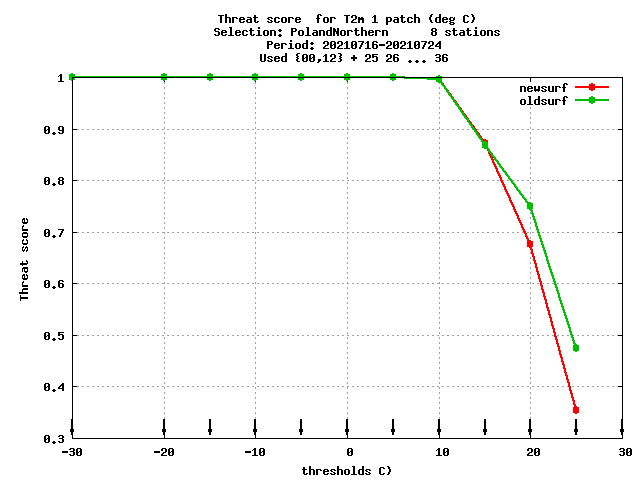 Threat score  for T2m 1 patch (deg C)
Selection: PolandNorthern      8 stations
Period: 20210716-20210724
Used {00,12} + 25 26 ... 36
newsurf
oldsurf
1
0.9
0.8
0.7
0.6
0.5
0.4
0.3
Threat score
-30 -20 -10 0 10 20 30
thresholds C)